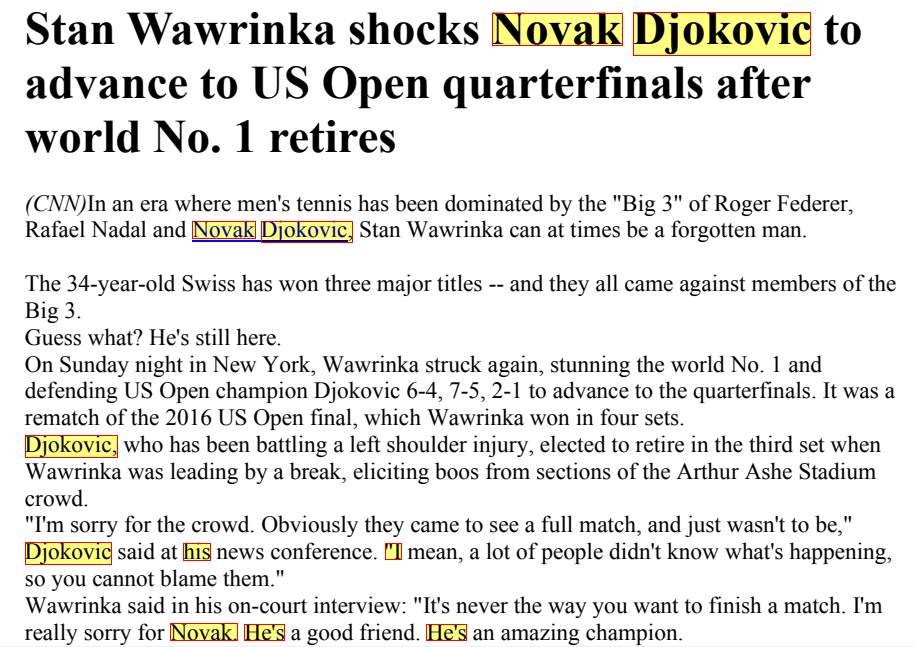 Stan Wawrinka shocks Novak Djokovic to
advance to US Open quarterfinals after
world No. 1 retires
(CNN)In an era where men's tennis has been dominated by the "Big 3" of Roger Federer,
Rafael Nadal and Novak Djokovic, Stan Wawrinka can at times be a forgotten man.
The 34-year-old Swiss has won three major titles -- and they all came against members of the
Big 3.
Guess what? He's still here.
On Sunday night in New York, Wawrinka struck again, stunning the world No. 1 and
defending US Open champion Djokovic 6-4, 7-5, 2-1 to advance to the quarterfinals. It was a
rematch of the 2016 US Open final, which Wawrinka won in four sets.
Djokovic, who has been battling a left shoulder injury, elected to retire in the third set when
Wawrinka was leading by a break, eliciting boos from sections of the Arthur Ashe Stadium
crowd.
"I'm sorry for the crowd. Obviously they came to see a full match, and just wasn't to be,"
Djokovic said at his news conference. "I mean, a lot of people didn't know what's happening,
so you cannot blame them."
Wawrinka said in his on-court interview: "It's never the way you want to finish a match. I'm
really sorry for Novak. He's a good friend. He's an amazing champion.